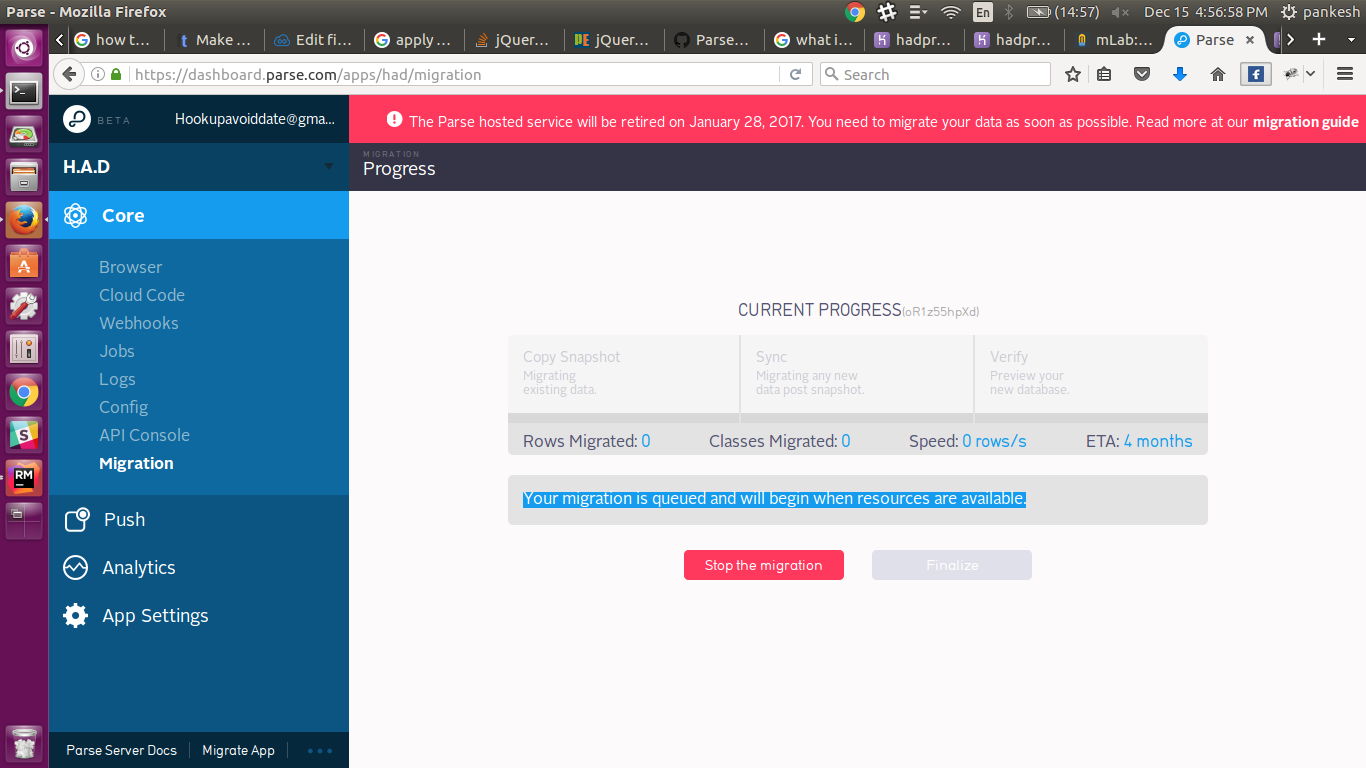 Parse - Mozilla Firefox
En
(14:57)
Dec 15 4:56:58 PM
pankesh
how t...
Make ...
Edit fi...
apply ...
jQuer...
jQuer...
Parse...
what i...
hadpr...
hadpr...
mLab:...
Parse
https://dashboard.parse.com/apps/had/migration
Search
BETA
Hookupavoiddate@gma...
The Parse hosted service will be retired on January 28, 2017. You need to migrate your data as soon as possible. Read more at our migration guide
H.A.D
MIGRATION
Progress
Core
Browser
Cloud Code
Webhooks
Jobs
Logs
Config
API Console
Migration
Push
Analytics
App Settings
Parse Server Docs
Migrate App
CURRENT PROGRESS(oR1z55hpXd)
Copy Snapshot
Migrating
existing data.
Sync
Migrating any new
data post snapshot.
Verify
Preview your
new database.
Rows Migrated: 0
Classes Migrated: 0
Speed: 0 rows/s
ETA: 4 months
Your migration is queued and will begin when resources are available.
Stop the migration
Finalize
RM